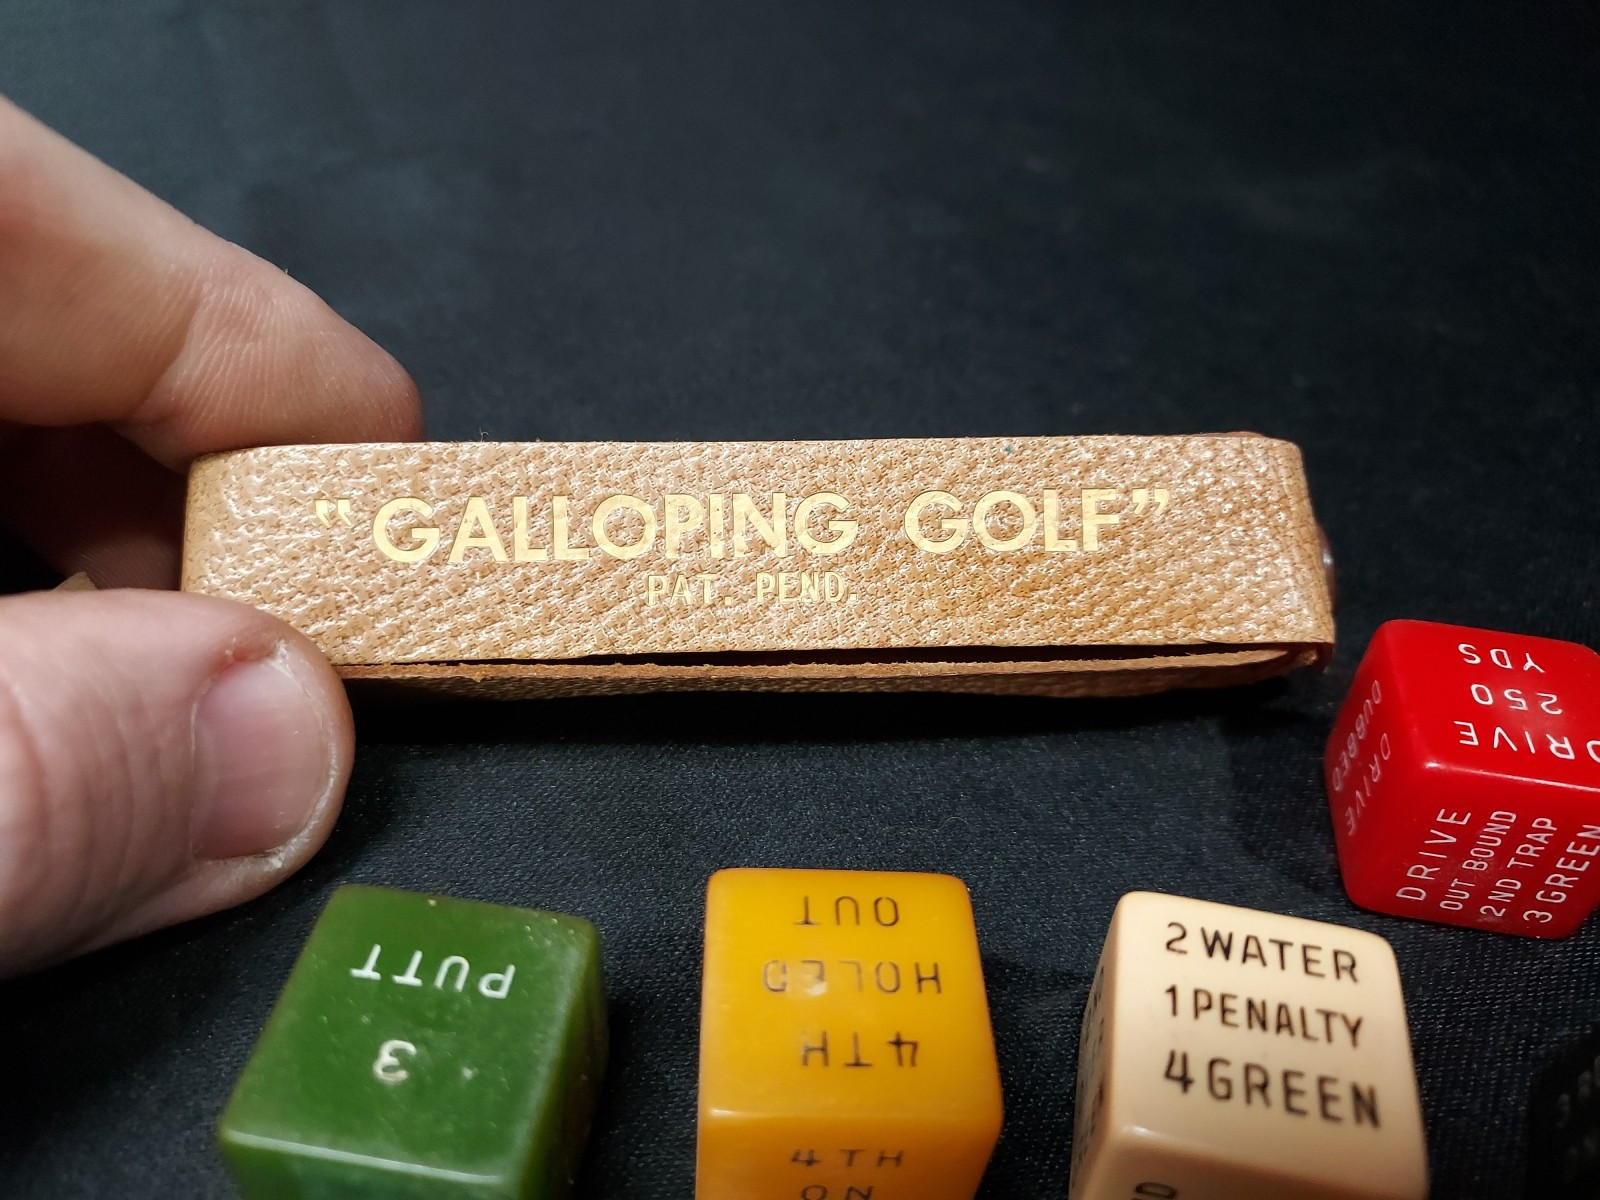 “GALLOPING GOLF”
PAT. PEND.
DRIVE
250
YDS
DRIVE
DUBBED
DRIVE
OUT BOUND
2ND TRAP
3 GREEN
PUTT
3
4TH
HOLED
OUT
4TH
ON
2 WATER
1 PENALTY
4 GREEN